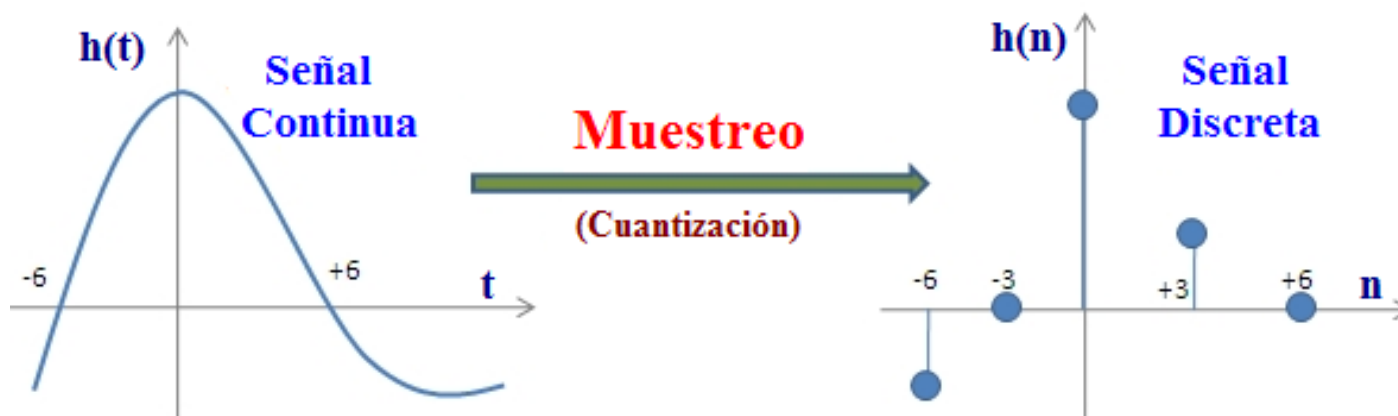 h(t)
Señal
Continua
-6
+6
t
Muestreo
(Cuantización)
h(n)
Señal
Discreta
-6
-3
+3
+6
n